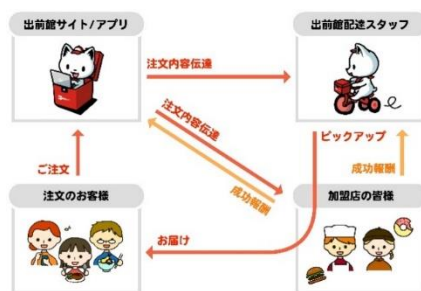 出前館サイト/アプリ
出前館配達スタッフ
注文内容伝達
注文内容伝達
ピックアップ
ご注文
成功報酬
成功報酬
注文のお客様
加盟店の皆様
お届け